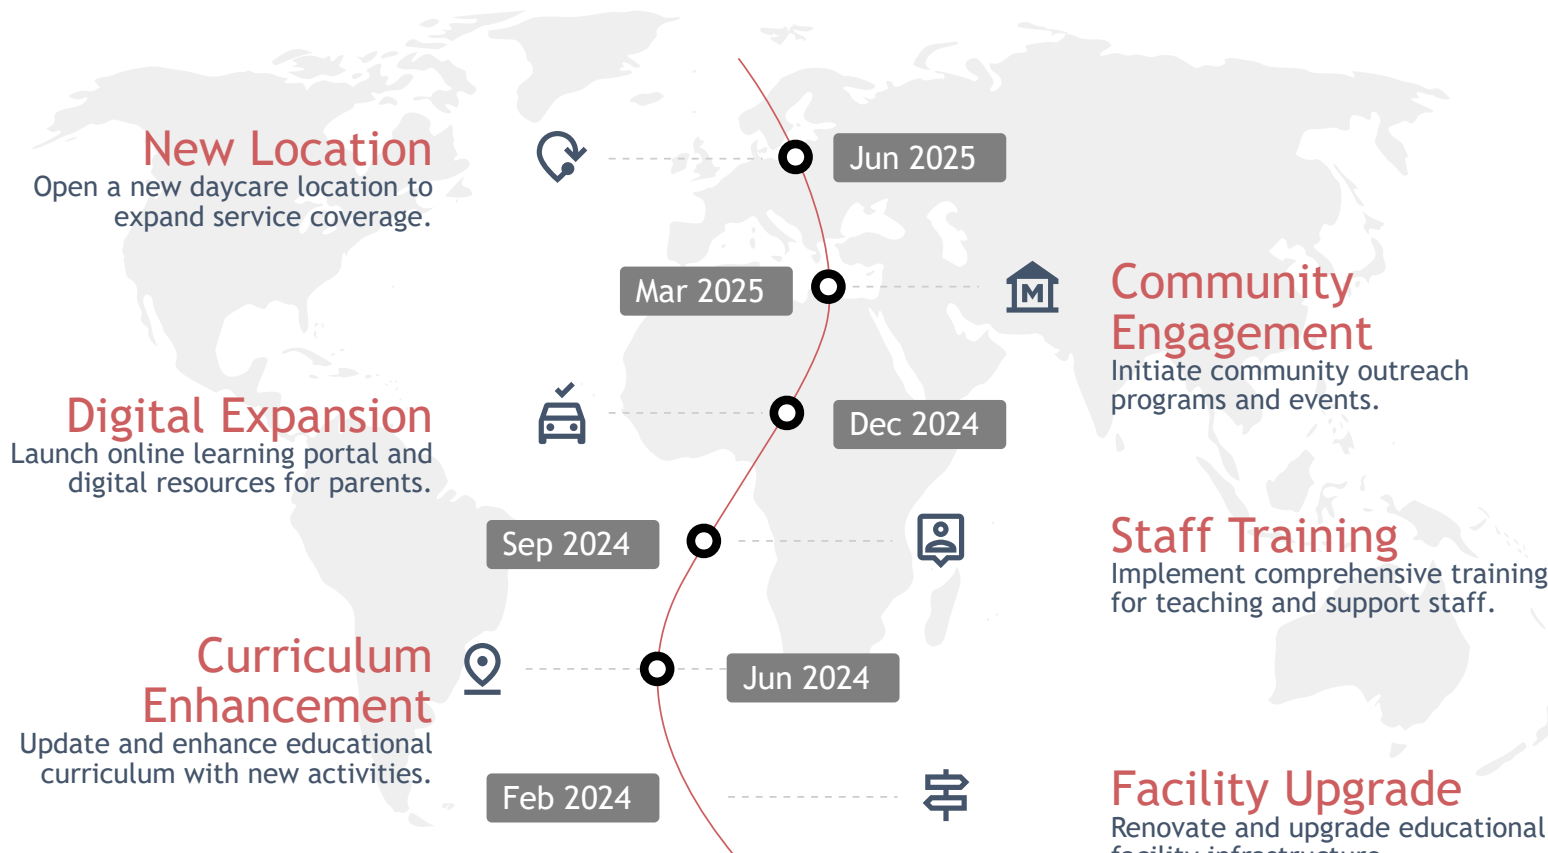 New Location
Open a new daycare location to
expand service coverage.
Jun 2025
Mar 2025
Community
Engagement
Initiate community outreach
programs and events.
Digital Expansion
Launch online learning portal and
digital resources for parents.
Dec 2024
Sep 2024
Staff Training
Implement comprehensive training
for teaching and support staff.
Curriculum
Enhancement
Update and enhance educational
curriculum with new activities.
Jun 2024
Feb 2024
Facility Upgrade
Renovate and upgrade educational
facility infrastructure.
M